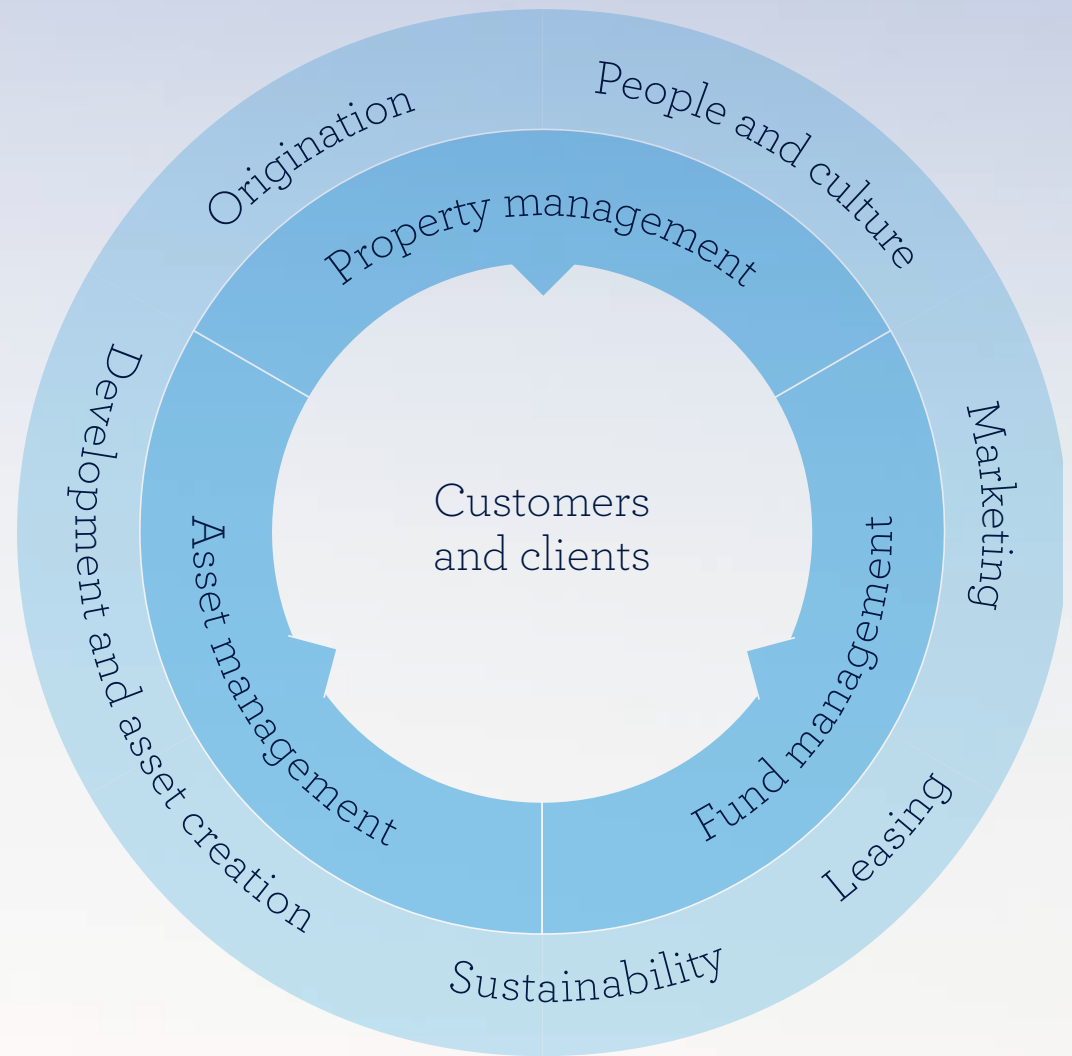 Origination
People and culture
Property management
Development and asset creation
Asset management
Customers
and clients
Fund management
Marketing
Leasing
Sustainability